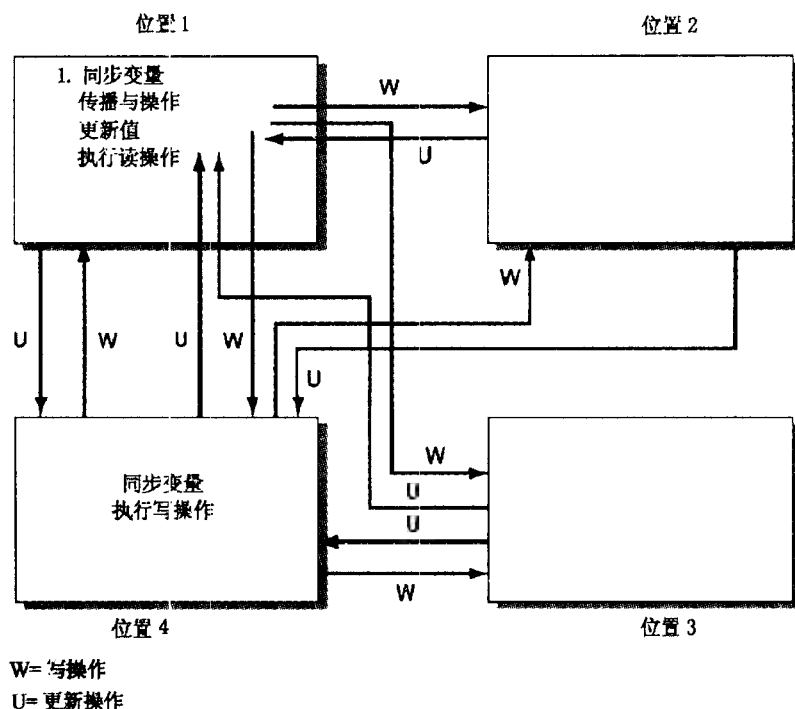 位置 1
位置 2
1. 同步变量
传播与操作
更新值
执行读操作
W
U
W
U
W
U
W
U
W
U
U
同步变量
执行写操作
W
位置 4
位置 3
W= 写操作
U= 更新操作